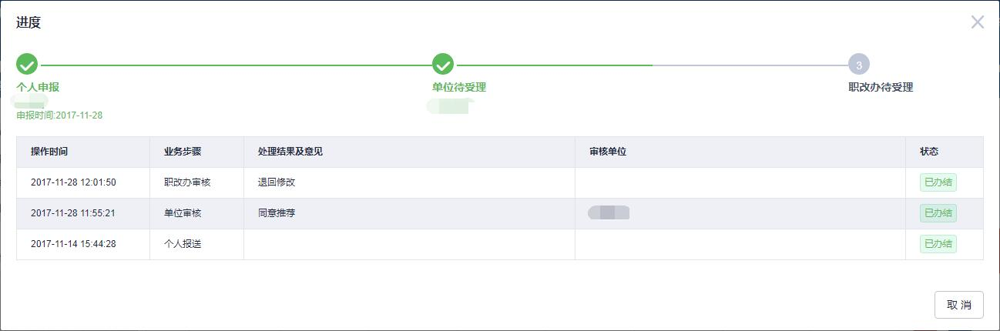 进度
3
个人申报
单位待受理
职改办待受理
申报时间:2017-11-28
操作时间 业务步骤 处理结果及意见 审核单位 状态
2017-11-28 12:01:50 职改办审核 退回修改 已办结
2017-11-28 11:55:21 单位审核 同意推荐 已办结
2017-11-14 15:44:28 个人报送 已办结
取 消